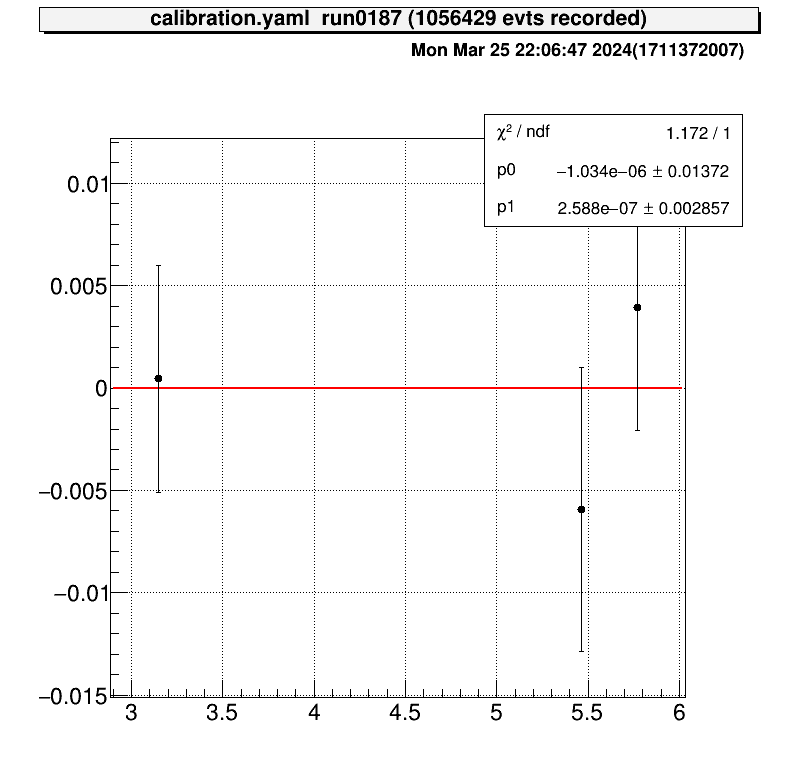 calibration.yaml run0187 (1056429 evts recorded)
Mon Mar 25 22:06:47 2024(1711372007)
χ² / ndf 1.172 / 1
p0 −1.034e−06 ± 0.01372
p1 2.588e−07 ± 0.002857
0.01
0.005
0
−0.005
−0.01
−0.015
3 3.5 4 4.5 5 5.5 6